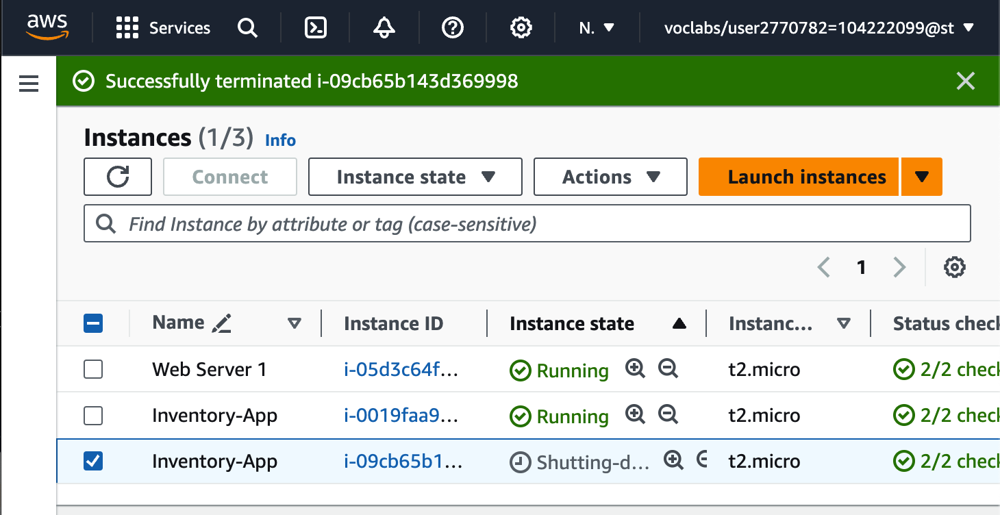 aws Services N. voclabs/user2770782=104222099@st
Successfully terminated i-09cb65b143d369998
Instances (1/3) Info
Connect Instance state Actions Launch instances
Find Instance by attribute or tag (case-sensitive)
1
Name Instance ID Instance state Instanc... Status check
Web Server 1 i-05d3c64f... Running t2.micro 2/2 check
Inventory-App i-0019faa9... Running t2.micro 2/2 check
Inventory-App i-09cb65b1... Shutting-d... t2.micro 2/2 check